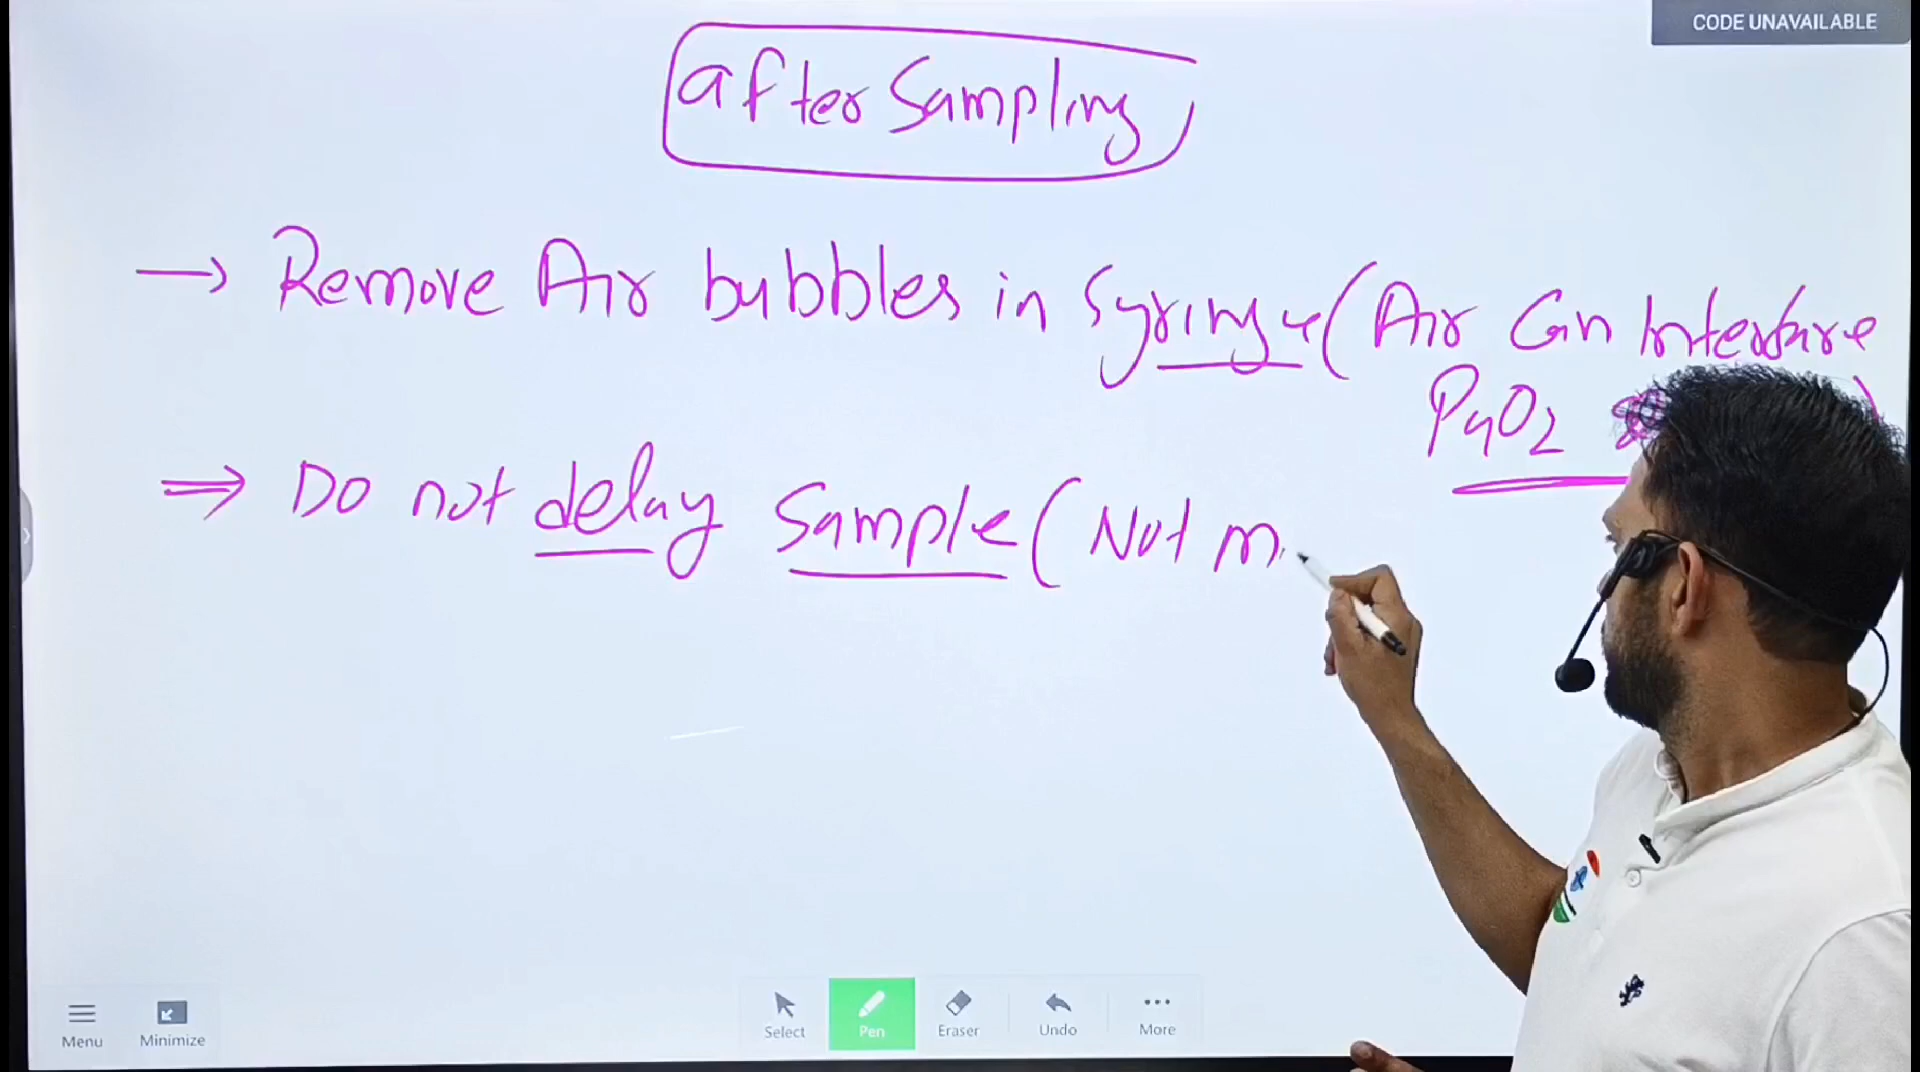 CODE UNAVAILABLE
after Sampling
→ Remove Air bubbles in Syringe (Air Can Interfare
PaO2
⇒ Do not delay Sample (Not m
Menu
Minimize
Select
Pen
Eraser
Undo
More